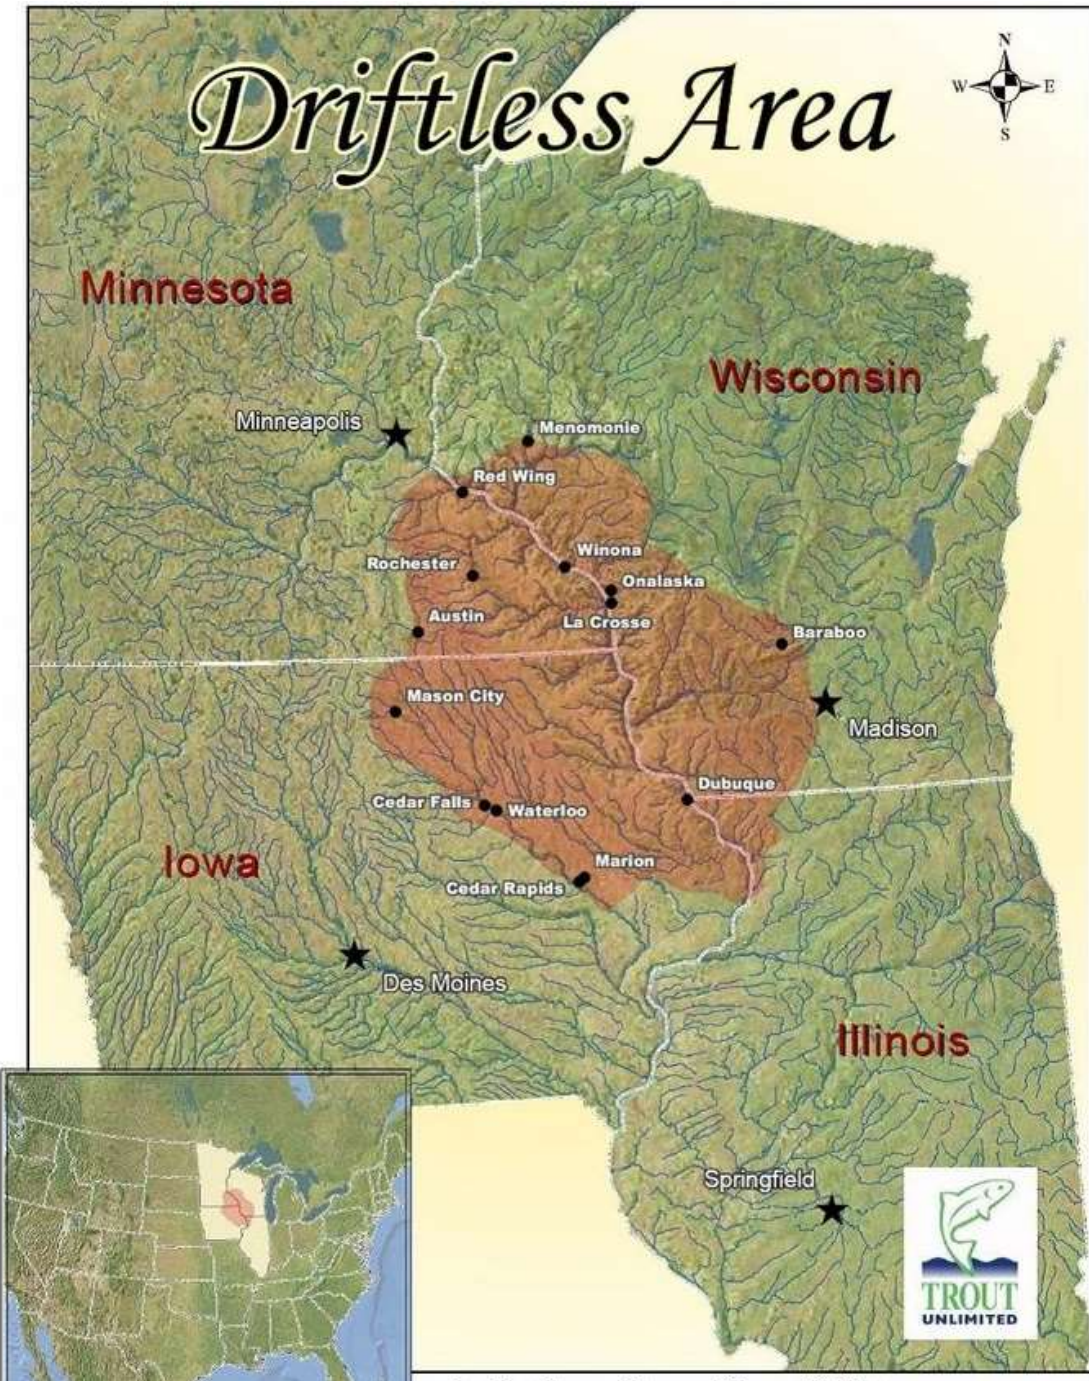 Driftless Area
N
W E
S
Minnesota
Wisconsin
Minneapolis
Menomonie
Red Wing
Winona
Rochester
Onalaska
Austin
La Crosse
Baraboo
Mason City
Madison
Dubuque
Cedar Falls
Waterloo
Iowa
Marion
Cedar Rapids
Des Moines
Illinois
Springfield
TROUT
UNLIMITED